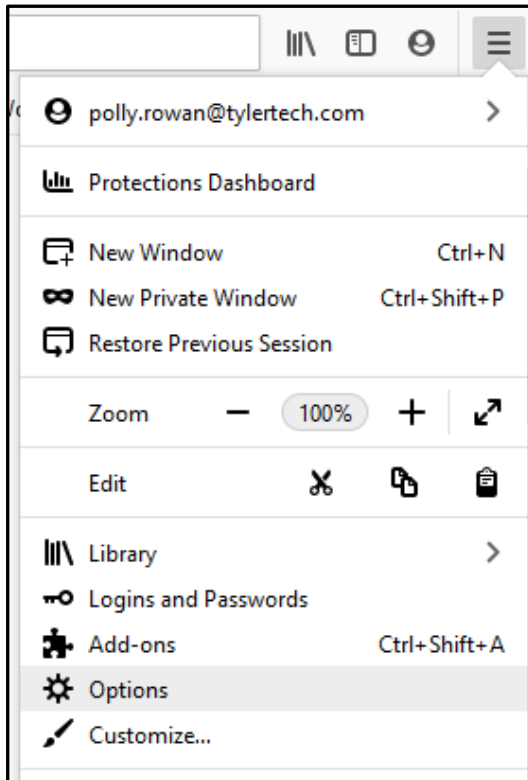 polly.rowan@tylertech.com
Protections Dashboard
New Window Ctrl+N
New Private Window Ctrl+Shift+P
Restore Previous Session
Zoom 100%
Edit
Library
Logins and Passwords
Add-ons Ctrl+Shift+A
Options
Customize...